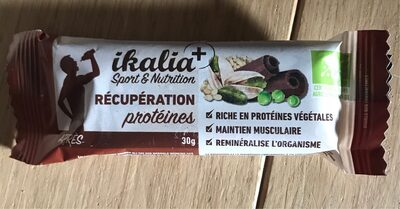 ikalia+
Sport & Nutrition
RÉCUPÉRATION
protéines
30g
RICHE EN PROTÉINES VÉGÉTALES
MAINTIEN MUSCULAIRE
REMINÉRALISE L'ORGANISME